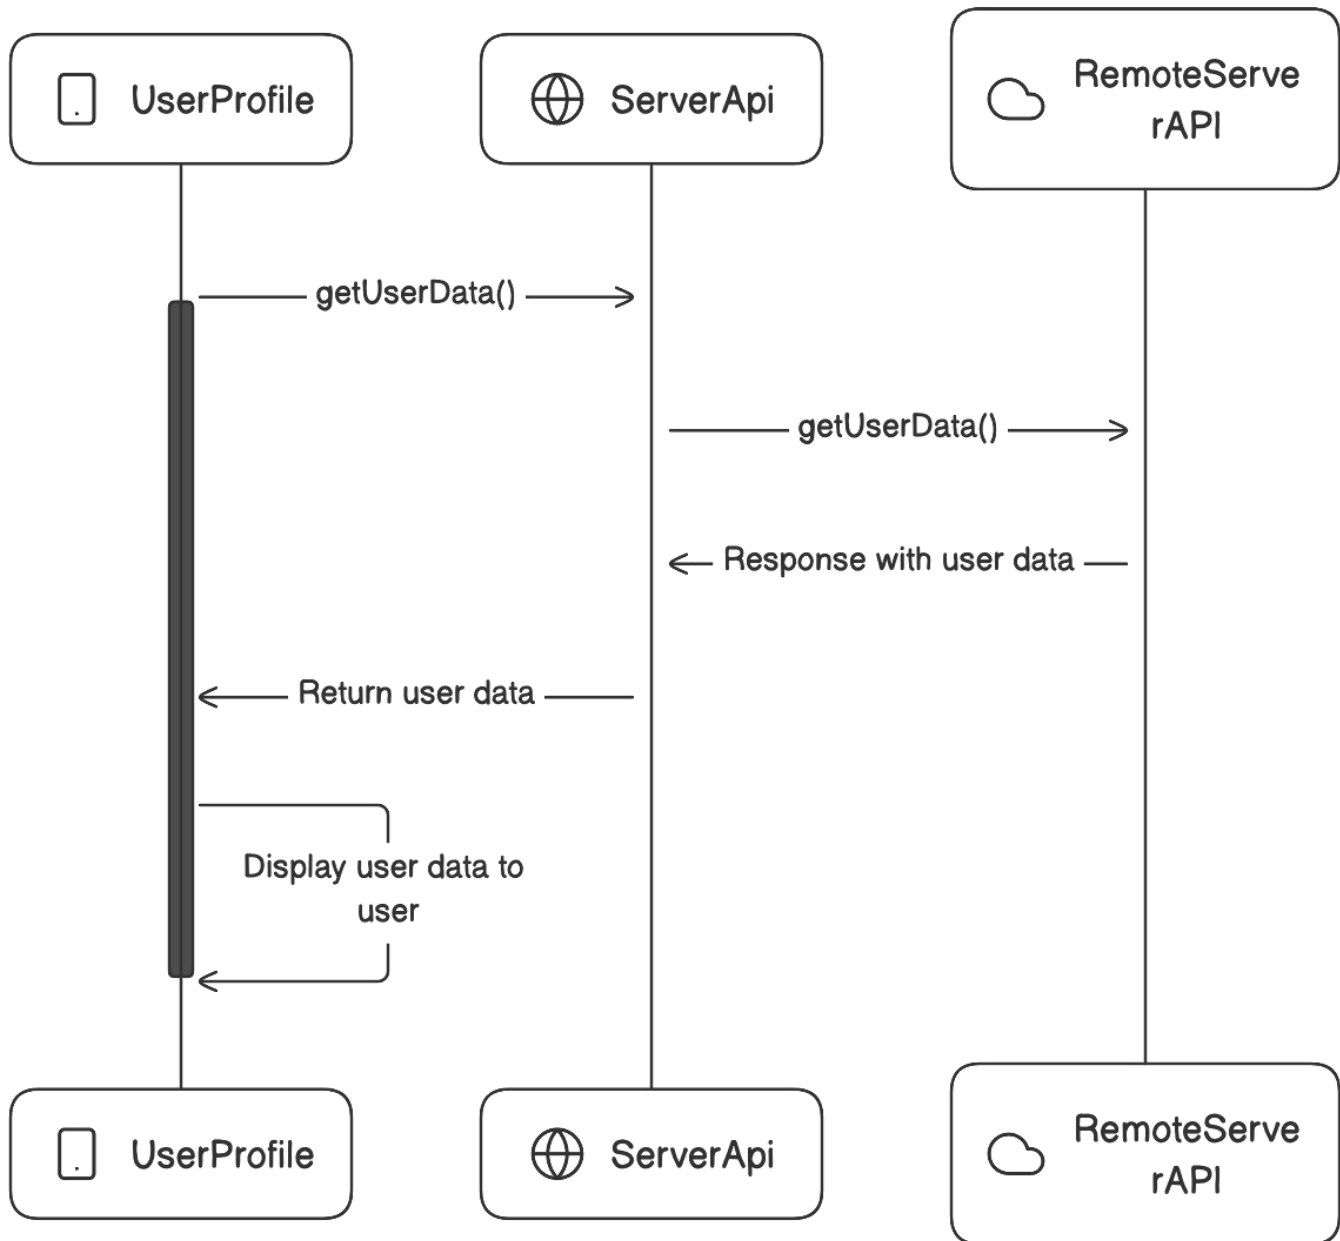 UserProfile
ServerApi
RemoteServe
rAPI
getUserData()
getUserData()
Response with user data
Return user data
Display user data to
user
UserProfile
ServerApi
RemoteServe
rAPI